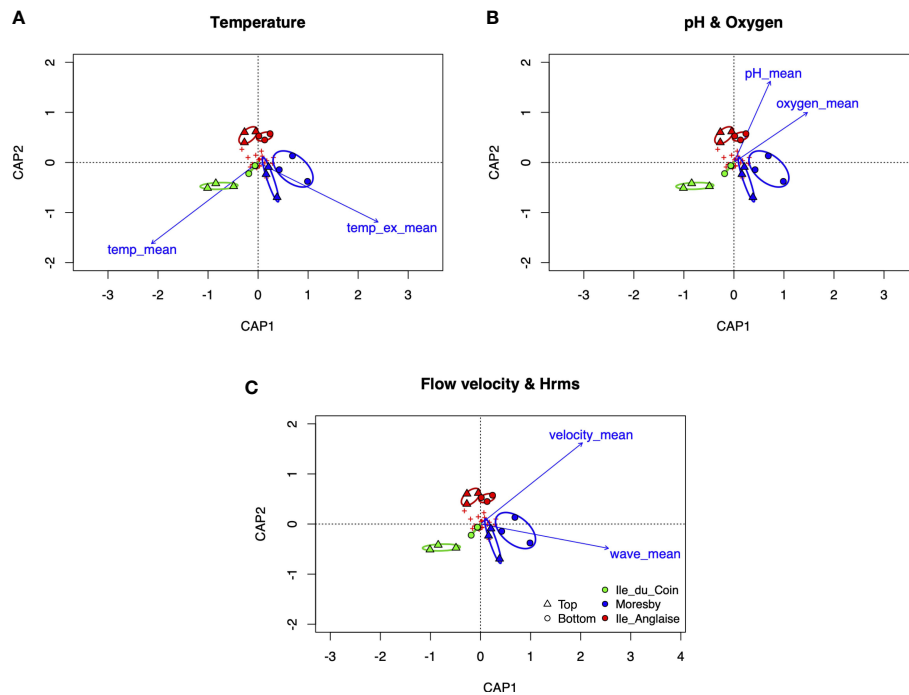 A
Temperature
2
1
0
-1
-2
CAP2
temp_mean
temp_ex_mean
-3 -2 -1 0 1 2 3
CAP1
B
pH & Oxygen
2
1
0
-1
-2
CAP2
pH_mean
oxygen_mean
-3 -2 -1 0 1 2 3
CAP1
C
Flow velocity & Hrms
2
1
0
-1
-2
CAP2
velocity_mean
wave_mean
Top
Bottom
Ile_du_Coin
Moresby
Ile_Anglaise
-3 -2 -1 0 1 2 3 4
CAP1